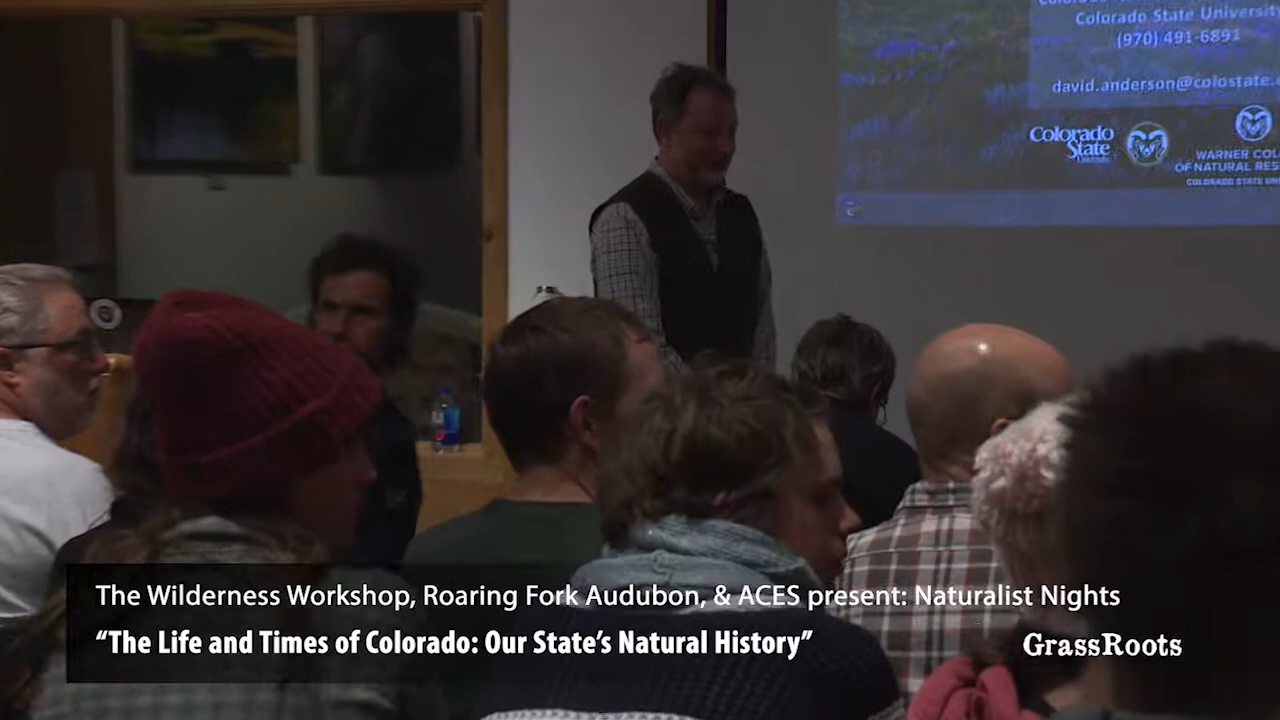 Colorado State University
(970) 491-6891
david.anderson@colostate.
Colorado
State
University
WARNER COL
OF NATURAL RES
COLORADO STATE UN
The Wilderness Workshop, Roaring Fork Audubon, & ACES present: Naturalist Nights
“The Life and Times of Colorado: Our State’s Natural History”
GrassRoots